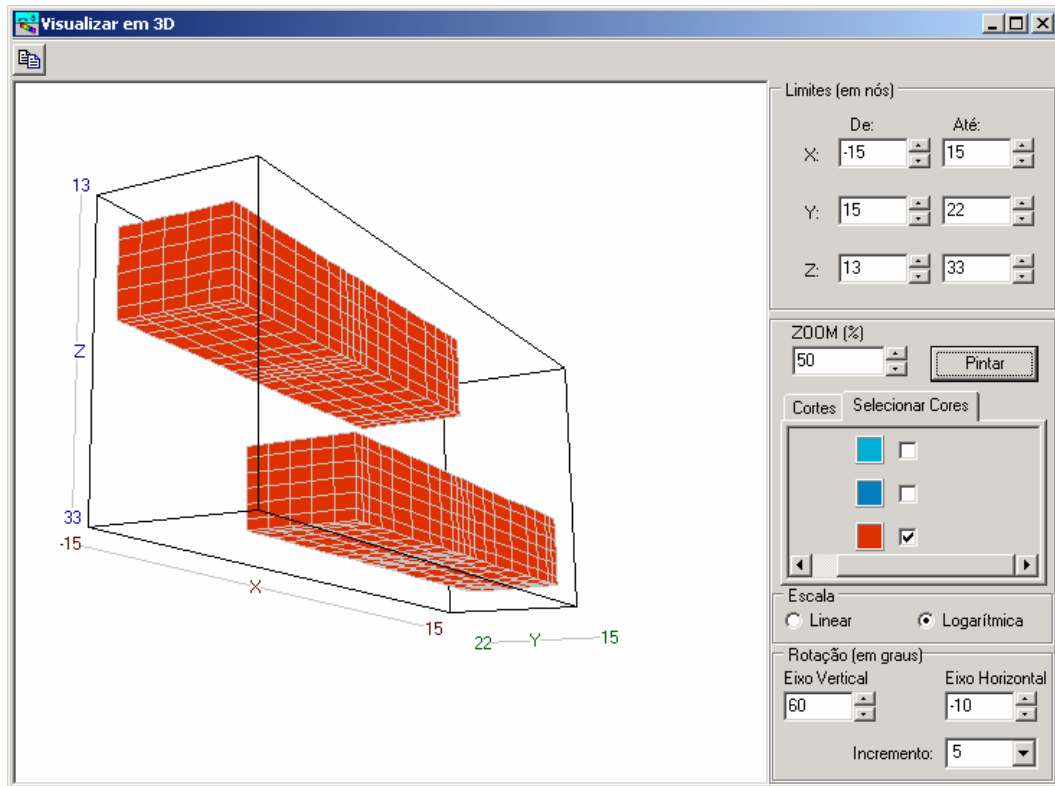 Visualizar em 3D
Limites (em nós)
De: Até:
X: -15 15
Y: 15 22
Z: 13 33
ZOOM (%)
50 Pintar
Cortes Selecionar Cores
Escala
Linear Logarítmica
Rotação (em graus)
Eixo Vertical Eixo Horizontal
60 -10
Incremento: 5
13
Z
33
-15
X
15
22 Y 15